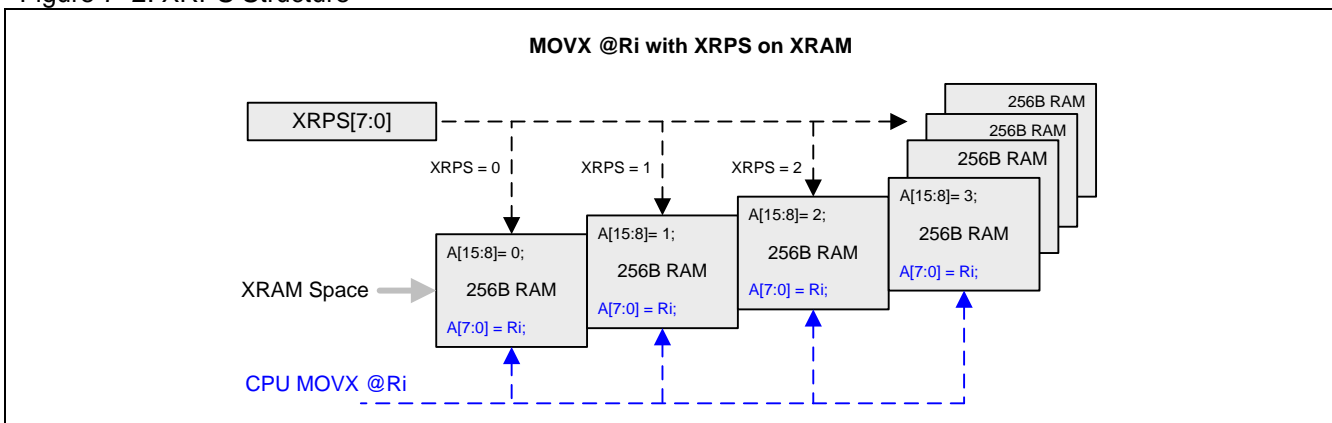 Figure XRPS Structure
MOVX @Ri with XRPS on XRAM
XRPS[7:0]
256B RAM
256B RAM
256B RAM
XRPS = 0
XRPS = 1
XRPS = 2
A[15:8]= 3;
256B RAM
A[7:0] = Ri;
A[15:8]= 2;
256B RAM
A[7:0] = Ri;
A[15:8]= 1;
256B RAM
A[7:0] = Ri;
A[15:8]= 0;
256B RAM
A[7:0] = Ri;
XRAM Space
CPU MOVX @Ri